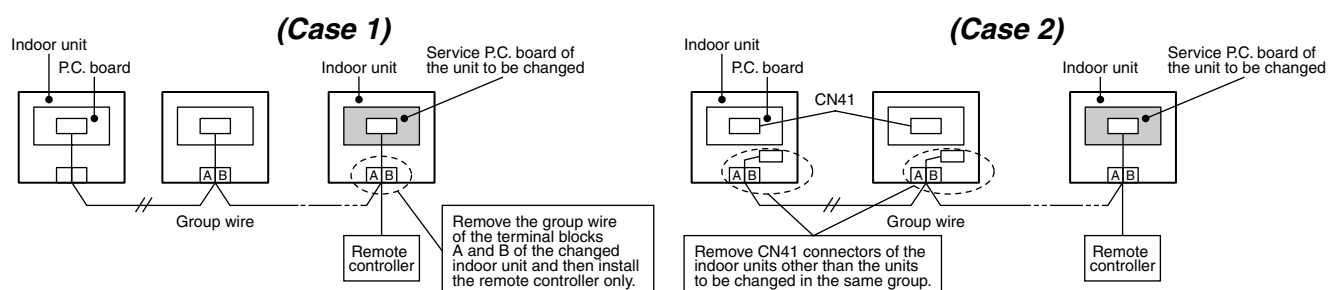 (Case 1)
Indoor unit
P.C. board
Indoor unit
Service P.C. board of
the unit to be changed
A B
A B
Group wire
Remote
controller
Remove the group wire
of the terminal blocks
A and B of the changed
indoor unit and then install
the remote controller only.
(Case 2)
Indoor unit
P.C. board
CN41
Indoor unit
Service P.C. board of
the unit to be changed
A B
A B
A B
Group wire
Remove CN41 connectors of the
indoor units other than the units
to be changed in the same group.
Remote
controller